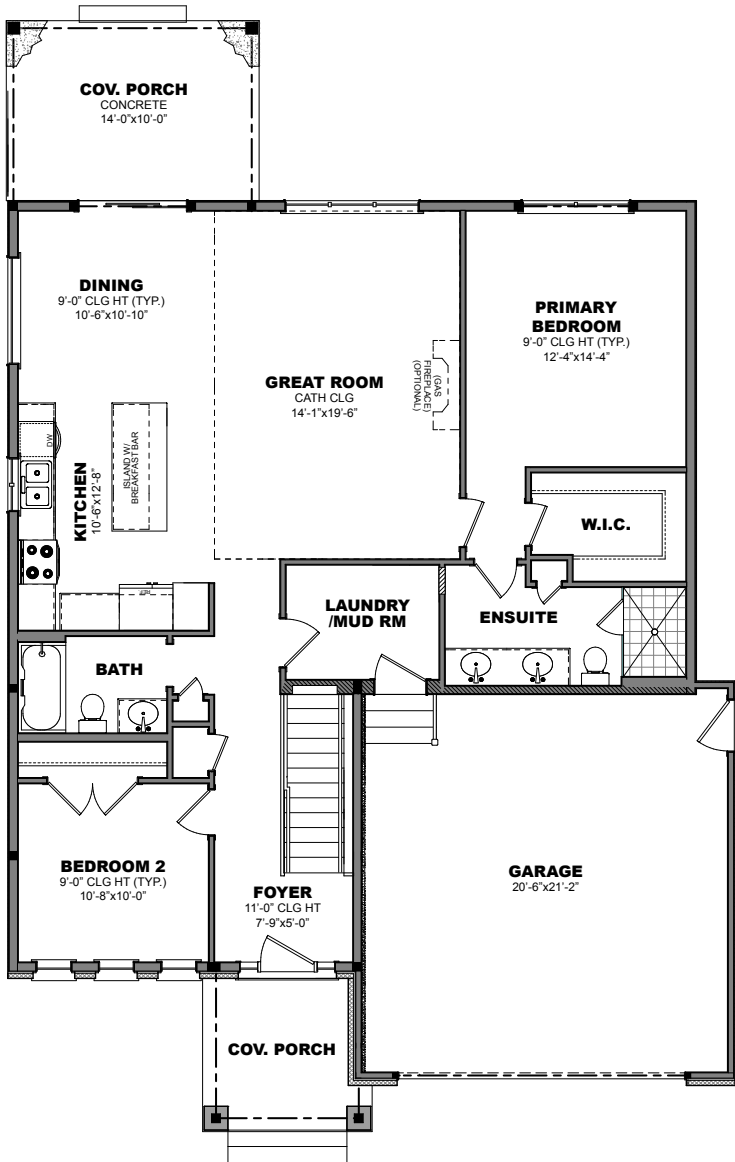 COV. PORCH
CONCRETE
14'-0"x10'-0"
DINING
9'-0" CLG HT (TYP.)
10'-6"x10'-10"
PRIMARY
BEDROOM
9'-0" CLG HT (TYP.)
12'-4"x14'-4"
GREAT ROOM
CATH CLG
14'-1"x19'-6"
(GAS
FIREPLACE)
(OPTIONAL)
DW
ISLAND W/
BREAKFAST BAR
KITCHEN
10'-6"x12'-8"
W.I.C.
LAUNDRY
/MUD RM
ENSUITE
BATH
BEDROOM 2
9'-0" CLG HT (TYP.)
10'-8"x10'-0"
FOYER
11'-0" CLG HT
7'-9"x5'-0"
GARAGE
20'-6"x21'-2"
COV. PORCH